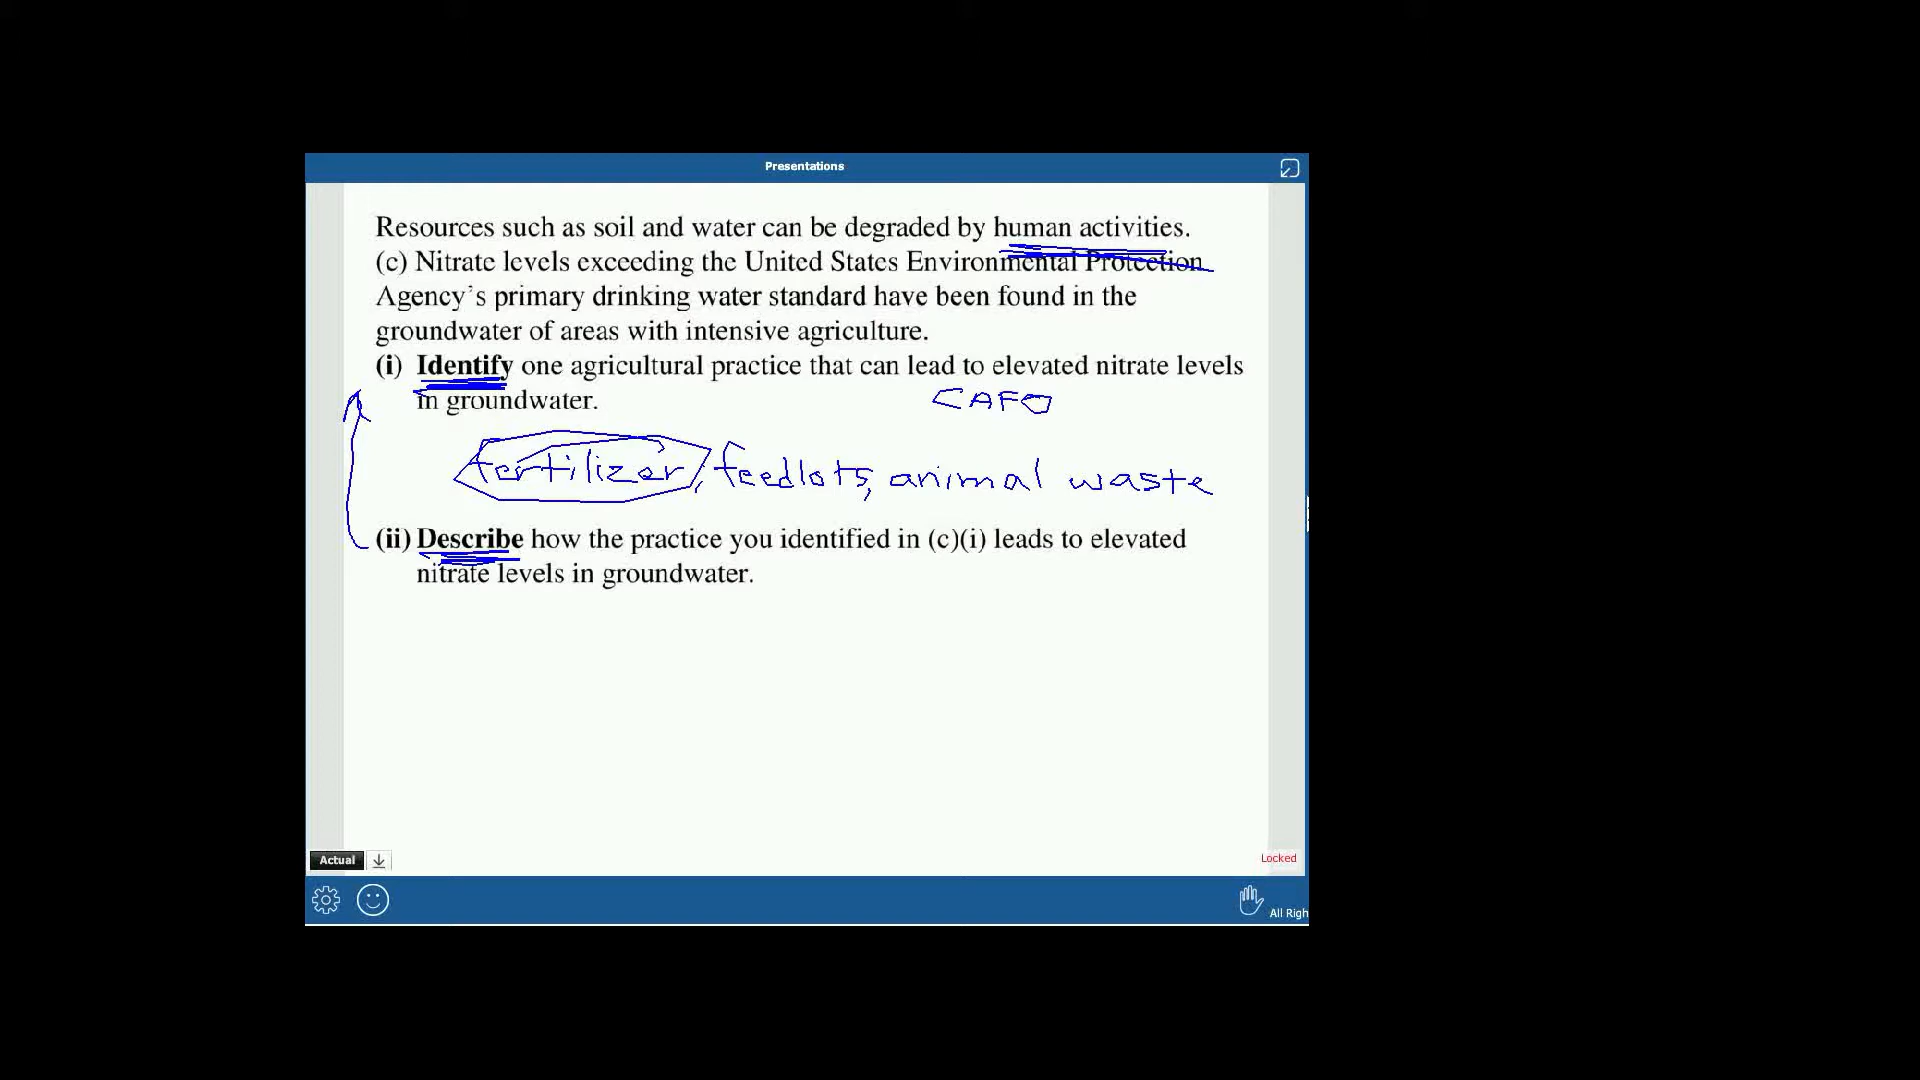 Presentations
Resources such as soil and water can be degraded by human activities.
(c) Nitrate levels exceeding the United States Environmental Protection
Agency's primary drinking water standard have been found in the
groundwater of areas with intensive agriculture.
(i) Identify one agricultural practice that can lead to elevated nitrate levels
in groundwater.
CAFO
fertilizer, feedlots, animal waste
(ii) Describe how the practice you identified in (c)(i) leads to elevated
nitrate levels in groundwater.
Actual
Locked
All Righ